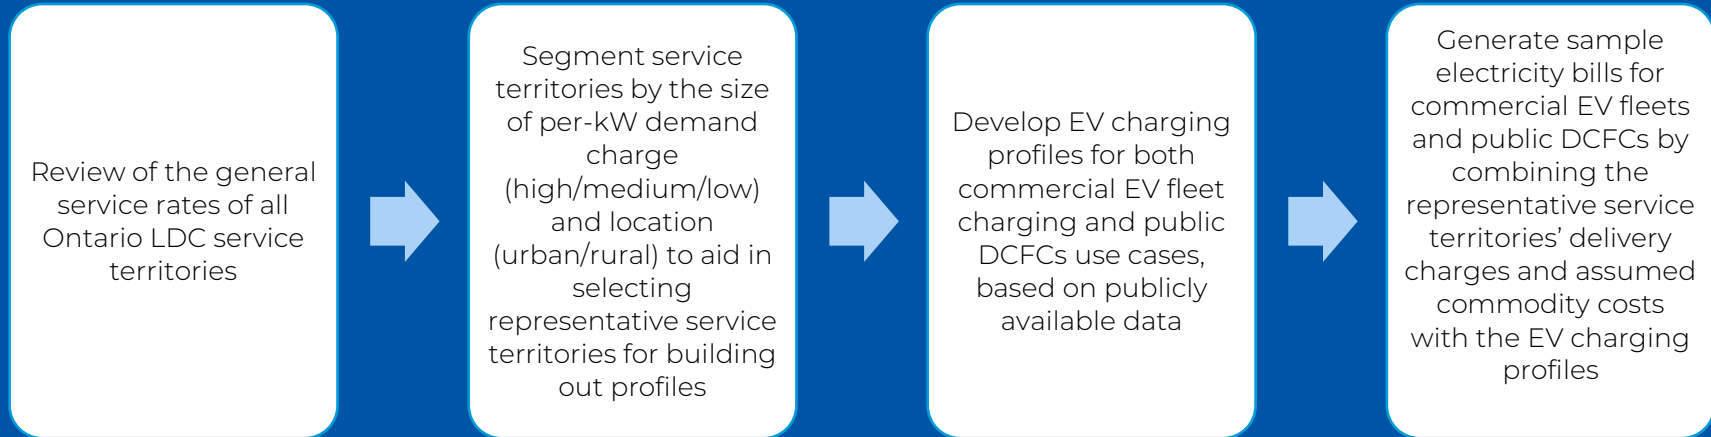 Review of the general
service rates of all
Ontario LDC service
territories
Segment service
territories by the size
of per-kW demand
charge
(high/medium/low)
and location
(urban/rural) to aid in
selecting
representative service
territories for building
out profiles
Develop EV charging
profiles for both
commercial EV fleet
charging and public
DCFCs use cases,
based on publicly
available data
Generate sample
electricity bills for
commercial EV fleets
and public DCFCs by
combining the
representative service
territories’ delivery
charges and assumed
commodity costs
with the EV charging
profiles